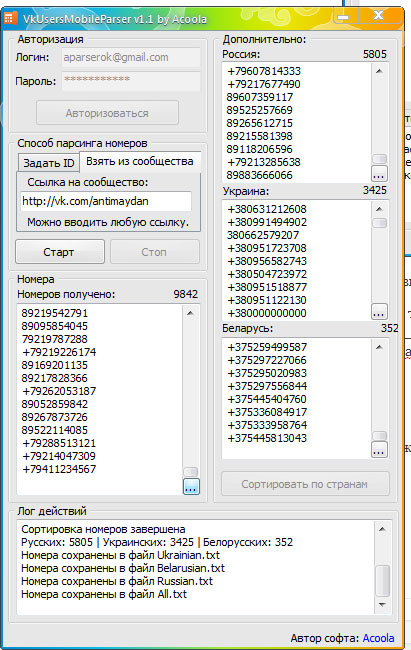 VkUsersMobileParser v1.1 by Acoola
Авторизация
Логин: aparserok@gmail.com
Пароль: ***********
Авторизоваться
Способ парсинга номеров
Задать ID Взять из сообщества
Ссылка на сообщество:
http://vk.com/antimaydan
Можно вводить любую ссылку.
Старт Стоп
Номера
Номеров получено: 9842
89219542791
89095854045
79219787288
+79219226174
89169201135
89217828366
+79262053187
89052859842
89267873726
89522114085
+79288513121
+79214047309
+79411234567
...
Дополнительно:
Россия: 5805
+79607814333
+79217677490
89607359117
89525257669
89265612715
89215581398
89118206596
+79213285638
89883666066
...
Украина: 3425
+380631212608
+380991494502
380662579207
+380951723708
+380956582743
+380504723972
+380951518877
+380951122130
+380000000000
...
Беларусь: 352
+375259499587
+375297227066
+375295020983
+375297556844
+375445404760
+375336084917
+375333958764
+375445813043
...
Сортировать по странам
Лог действий
Сортировка номеров завершена
Русских: 5805 | Украинских: 3425 | Белорусских: 352
Номера сохранены в файл Ukrainian.txt
Номера сохранены в файл Belarusian.txt
Номера сохранены в файл Russian.txt
Номера сохранены в файл All.txt
Автор софта: Acoola